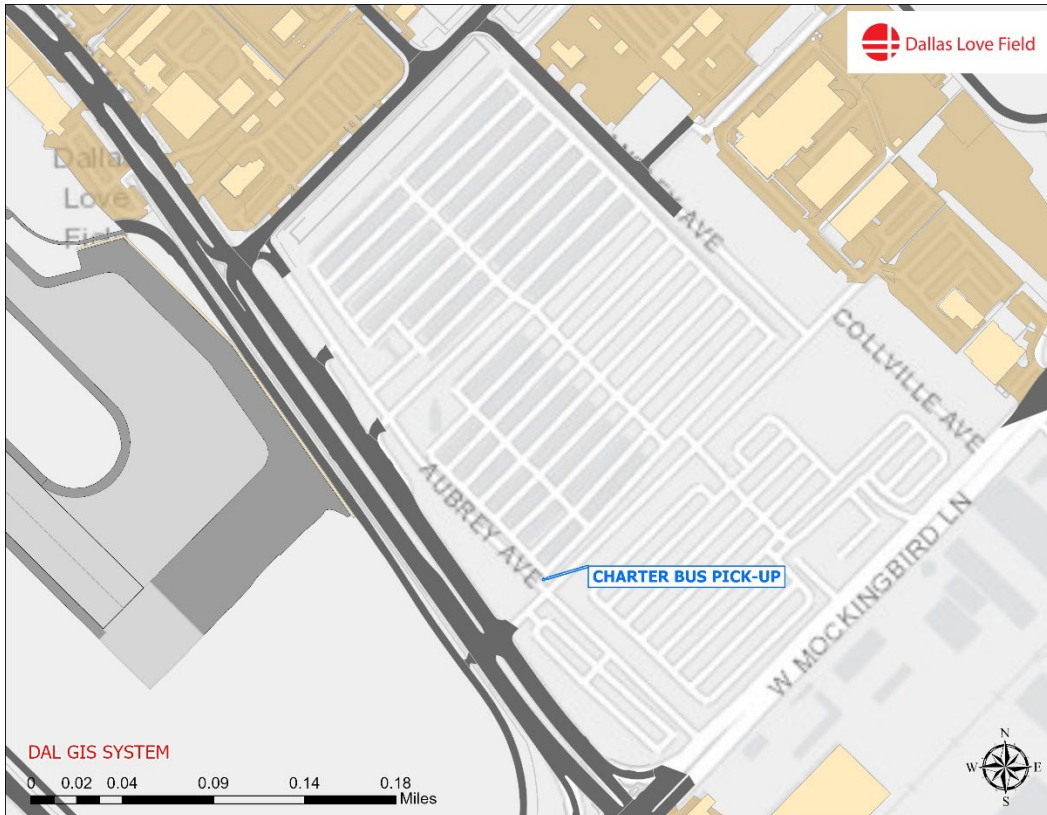 Dallas Love Field
Love
AUBREY AVE
AVE
COLLVILLE AVE
CHARTER BUS PICK-UP
W MOCKINGBIRD LN
DAL GIS SYSTEM
0 0.02 0.04 0.09 0.14 0.18
Miles
N
W E
S